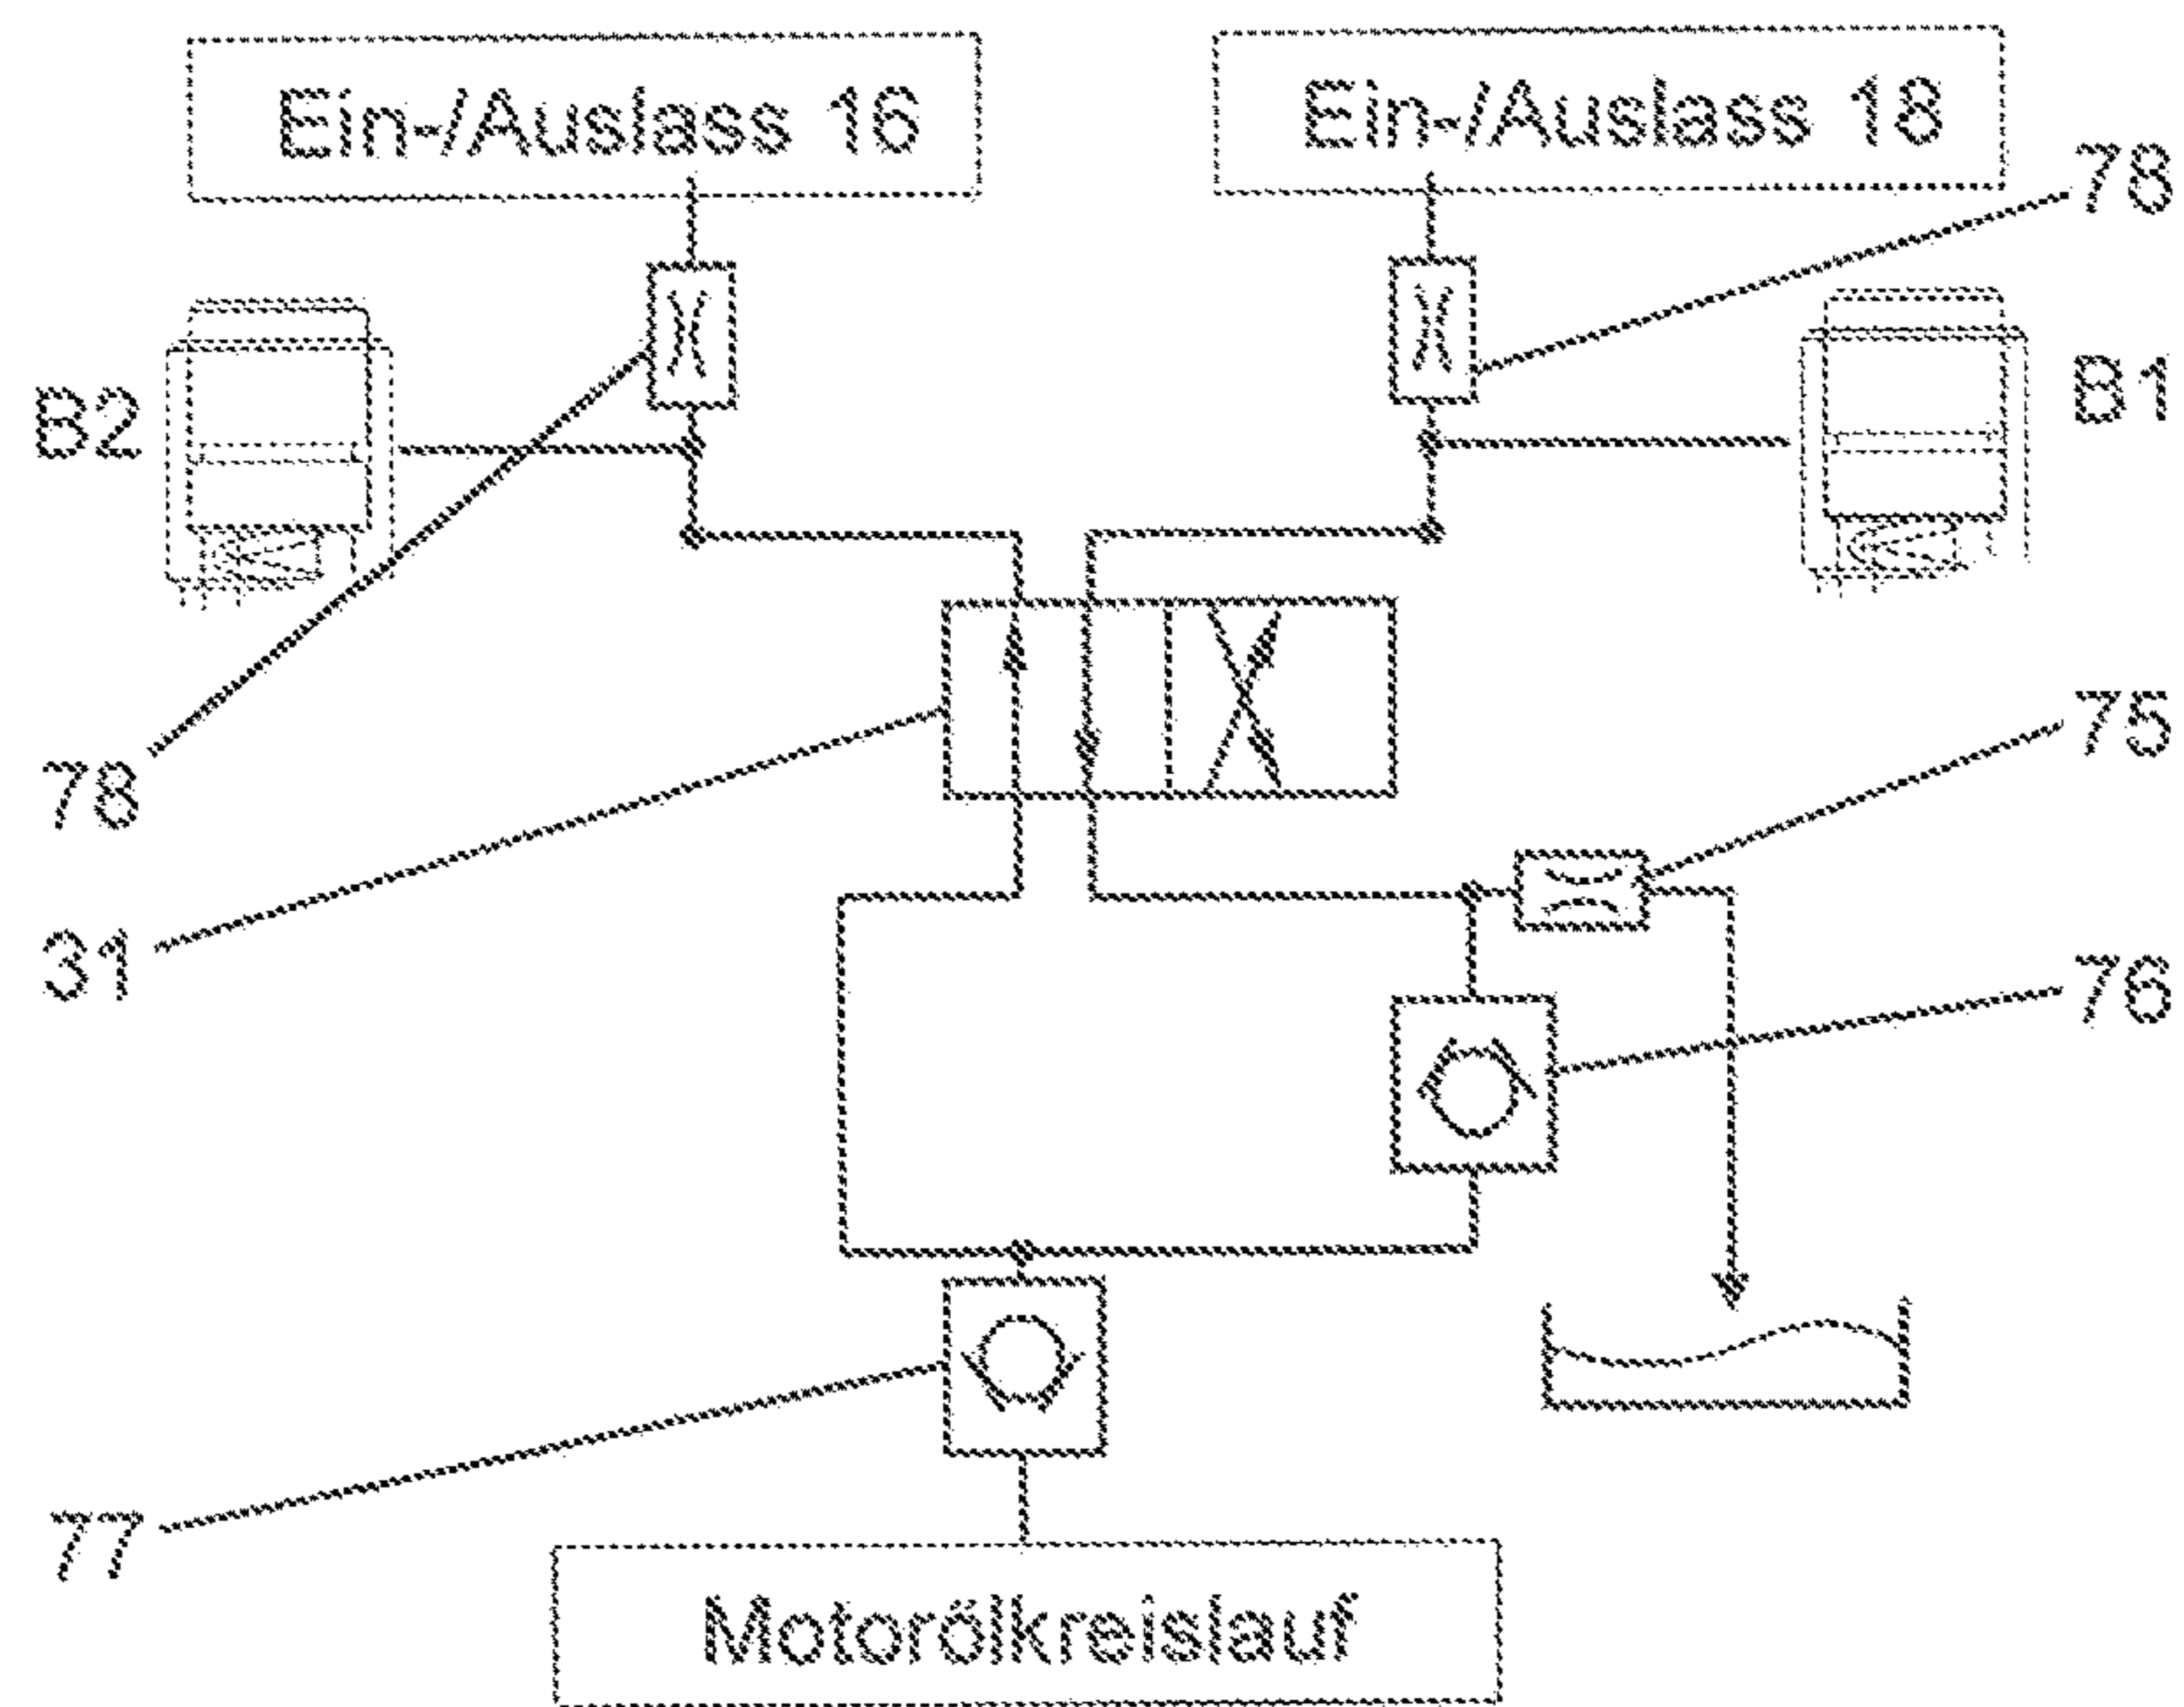 Ein-/Auslass 16
Ein-/Auslass 18
78
B2
B1
78
75
31
76
77
Motorölkreislauf